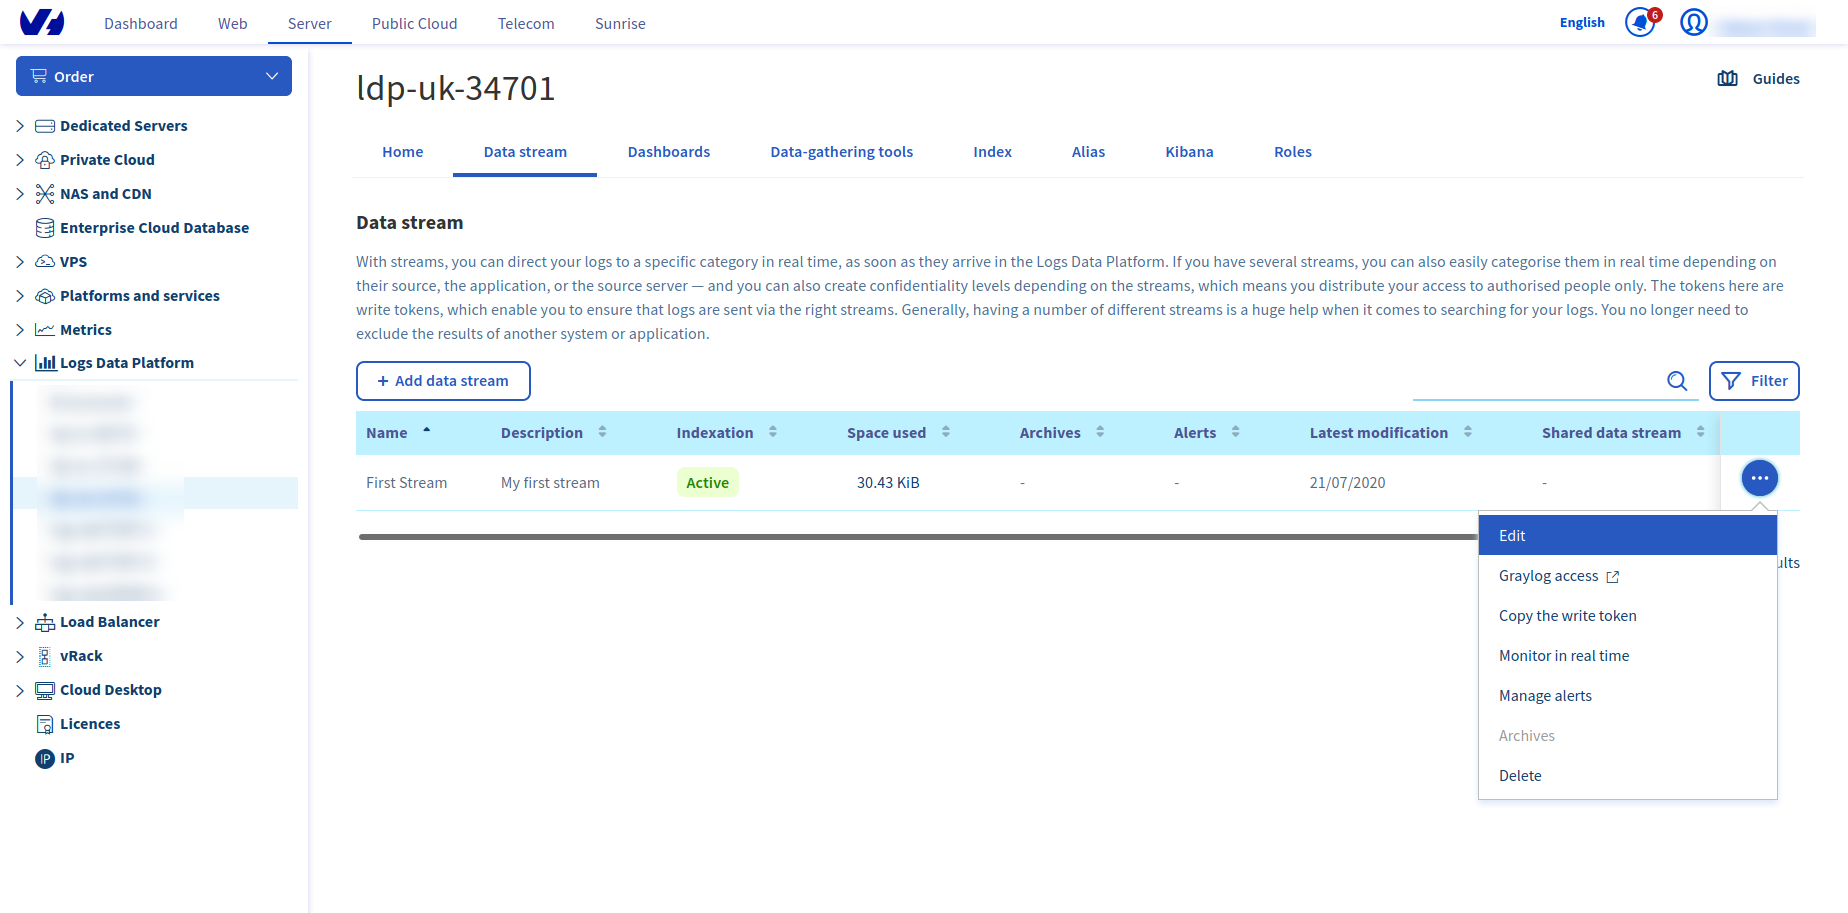 Dashboard Web Server Public Cloud Telecom Sunrise English 6
Order
Dedicated Servers
Private Cloud
NAS and CDN
Enterprise Cloud Database
VPS
Platforms and services
Metrics
Logs Data Platform
Load Balancer
vRack
Cloud Desktop
Licences
IP IP
ldp-uk-34701
Guides
Home Data stream Dashboards Data-gathering tools Index Alias Kibana Roles
Data stream
With streams, you can direct your logs to a specific category in real time, as soon as they arrive in the Logs Data Platform. If you have several streams, you can also easily categorise them in real time depending on
their source, the application, or the source server — and you can also create confidentiality levels depending on the streams, which means you distribute your access to authorised people only. The tokens here are
write tokens, which enable you to ensure that logs are sent via the right streams. Generally, having a number of different streams is a huge help when it comes to searching for your logs. You no longer need to
exclude the results of another system or application.
+ Add data stream
Filter
Name Description Indexation Space used Archives Alerts Latest modification Shared data stream
First Stream My first stream Active 30.43 KiB - - 21/07/2020 - ...
ults
Edit
Graylog access
Copy the write token
Monitor in real time
Manage alerts
Archives
Delete